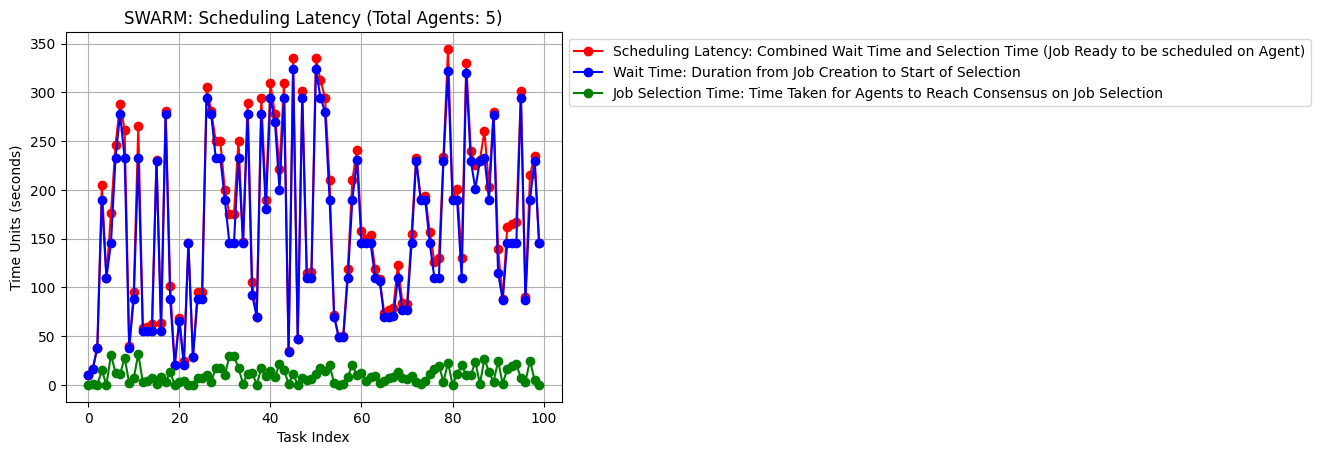 SWARM: Scheduling Latency (Total Agents: 5)
Scheduling Latency: Combined Wait Time and Selection Time (Job Ready to be scheduled on Agent)
Wait Time: Duration from Job Creation to Start of Selection
Job Selection Time: Time Taken for Agents to Reach Consensus on Job Selection
Time Units (seconds)
350
300
250
200
150
100
50
0
0 20 40 60 80 100
Task Index